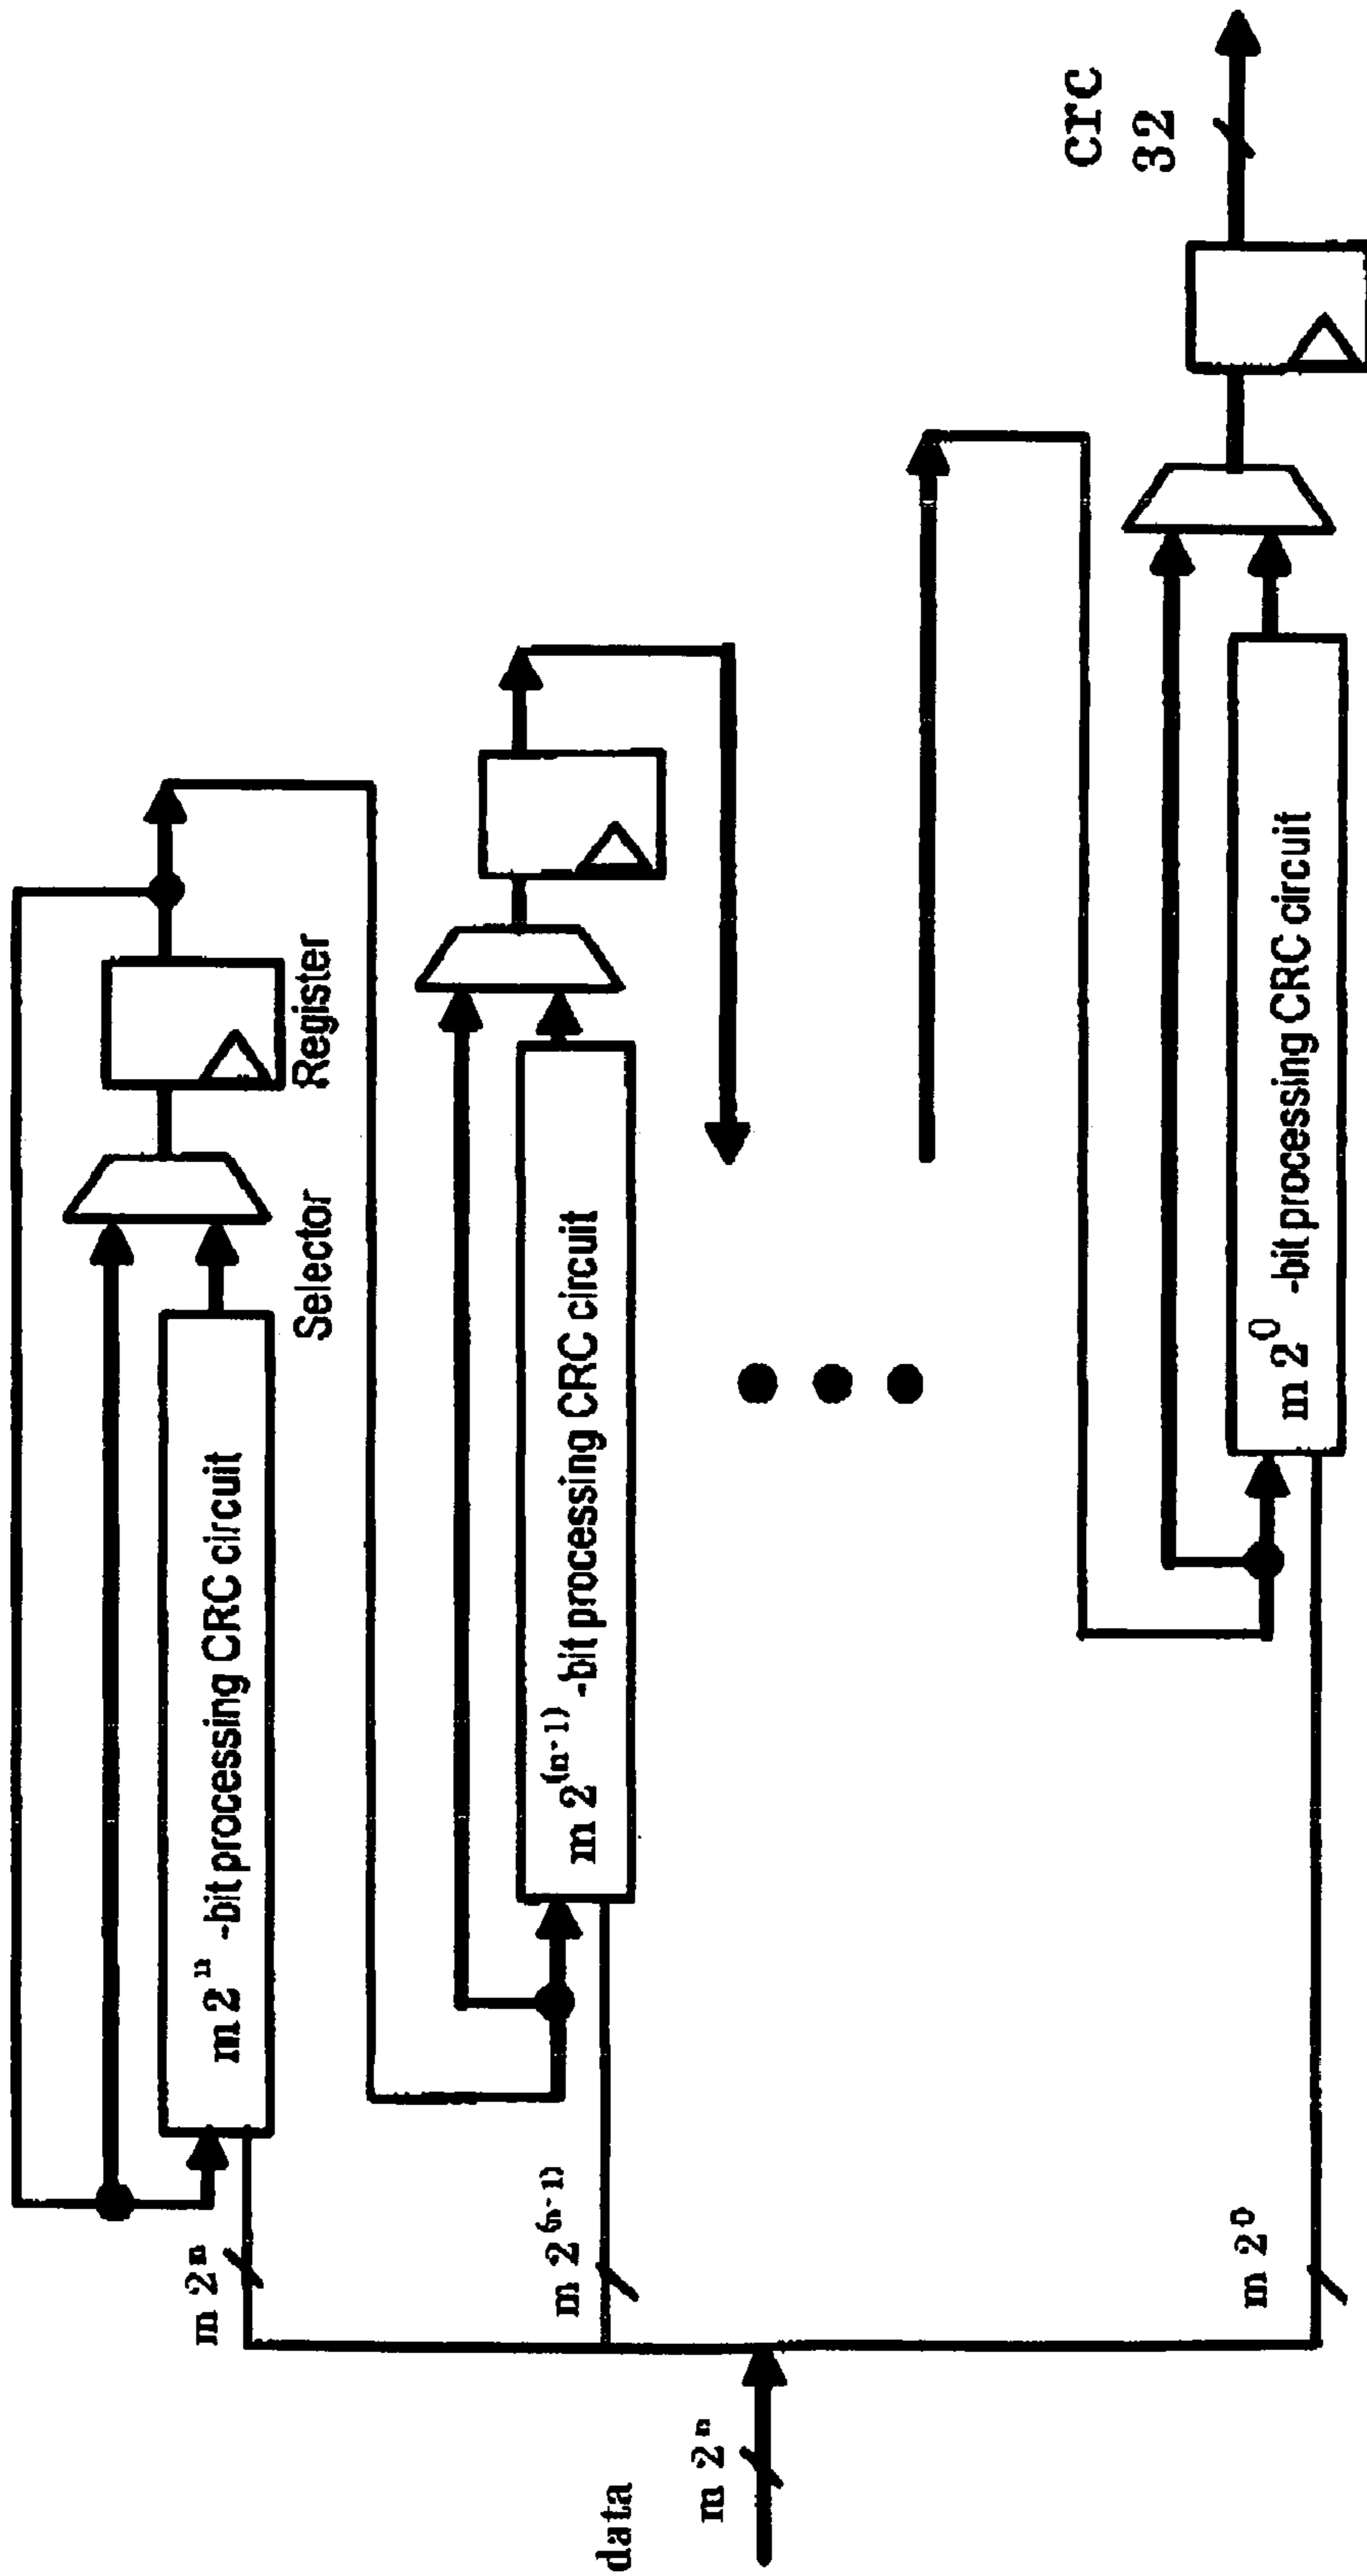 m 2ⁿ
m 2ⁿ -bit processing CRC circuit
Selector
Register
m 2⁽ⁿ⁻¹⁾
m 2⁽ⁿ⁻¹⁾ -bit processing CRC circuit
data
m 2ⁿ
m 2⁰
m 2⁰ -bit processing CRC circuit
crc
32